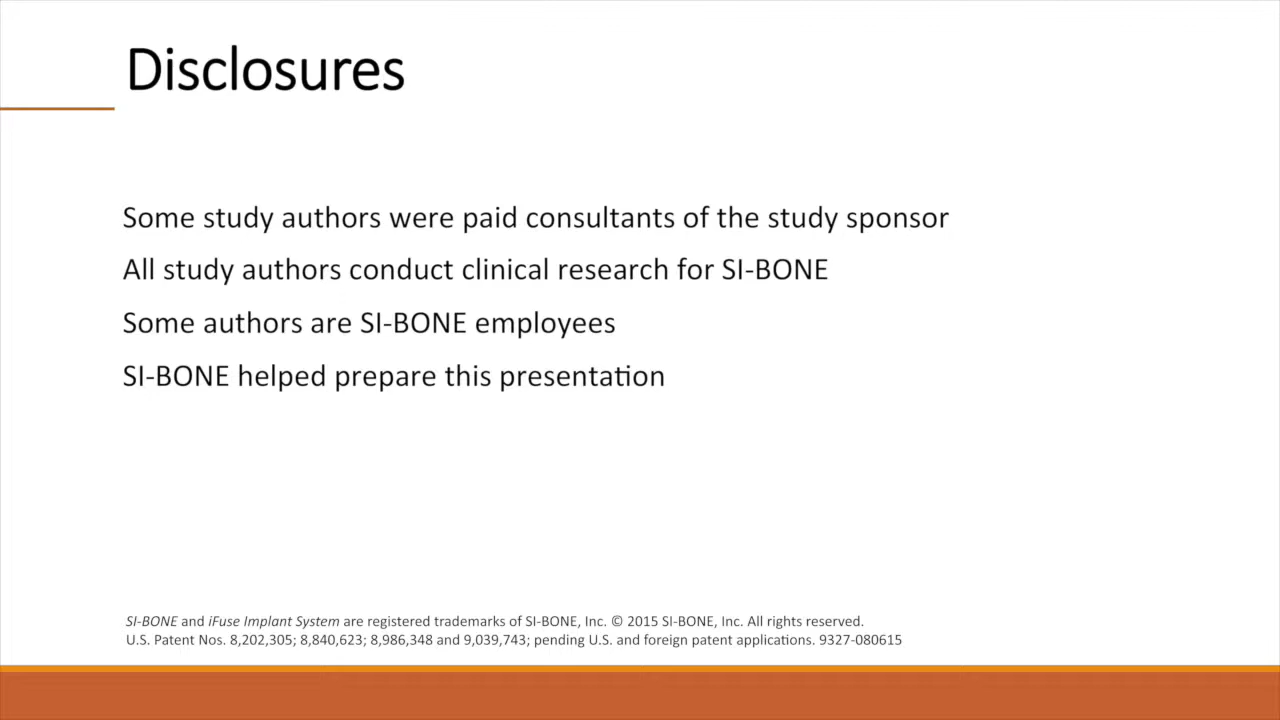 Disclosures
Some study authors were paid consultants of the study sponsor
All study authors conduct clinical research for SI-BONE
Some authors are SI-BONE employees
SI-BONE helped prepare this presentation
SI-BONE and iFuse Implant System are registered trademarks of SI-BONE, Inc. © 2015 SI-BONE, Inc. All rights reserved.
U.S. Patent Nos. 8,202,305; 8,840,623; 8,986,348 and 9,039,743; pending U.S. and foreign patent applications. 9327-080615